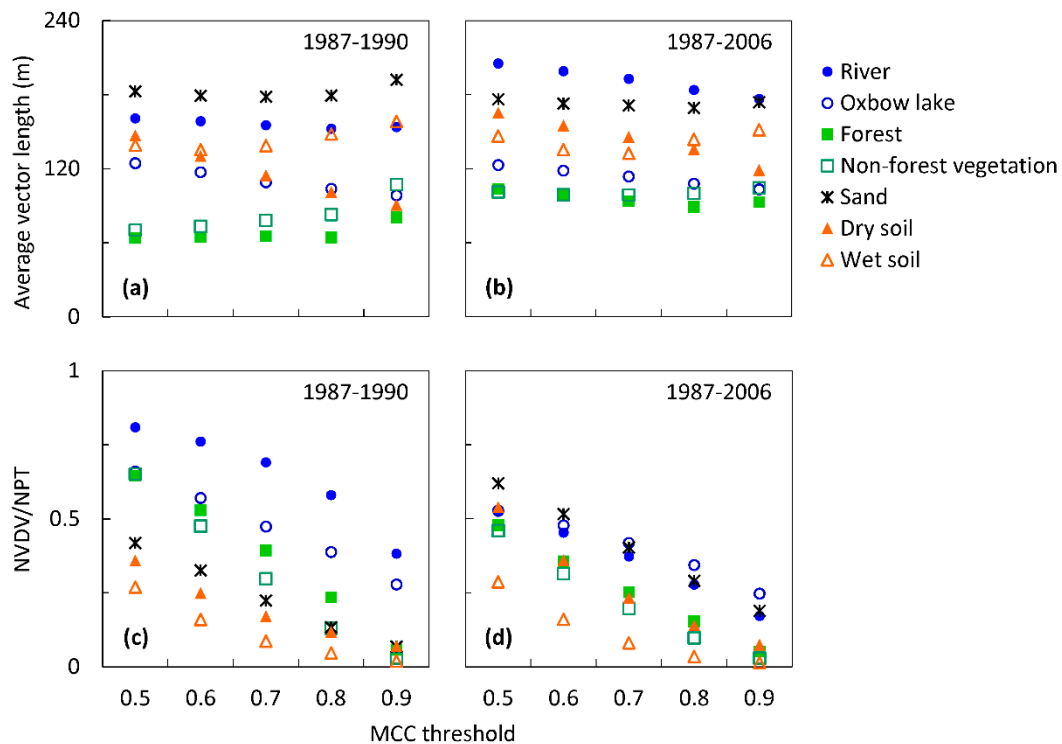 240
1987-1990
1987-2006
River
Oxbow lake
Forest
Non-forest vegetation
Sand
Dry soil
Wet soil
Average vector length (m)
120
(a)
(b)
0
1
1987-1990
1987-2006
NVDV/NPT
0.5
(c)
(d)
0
0.5 0.6 0.7 0.8 0.9 0.5 0.6 0.7 0.8 0.9
MCC threshold